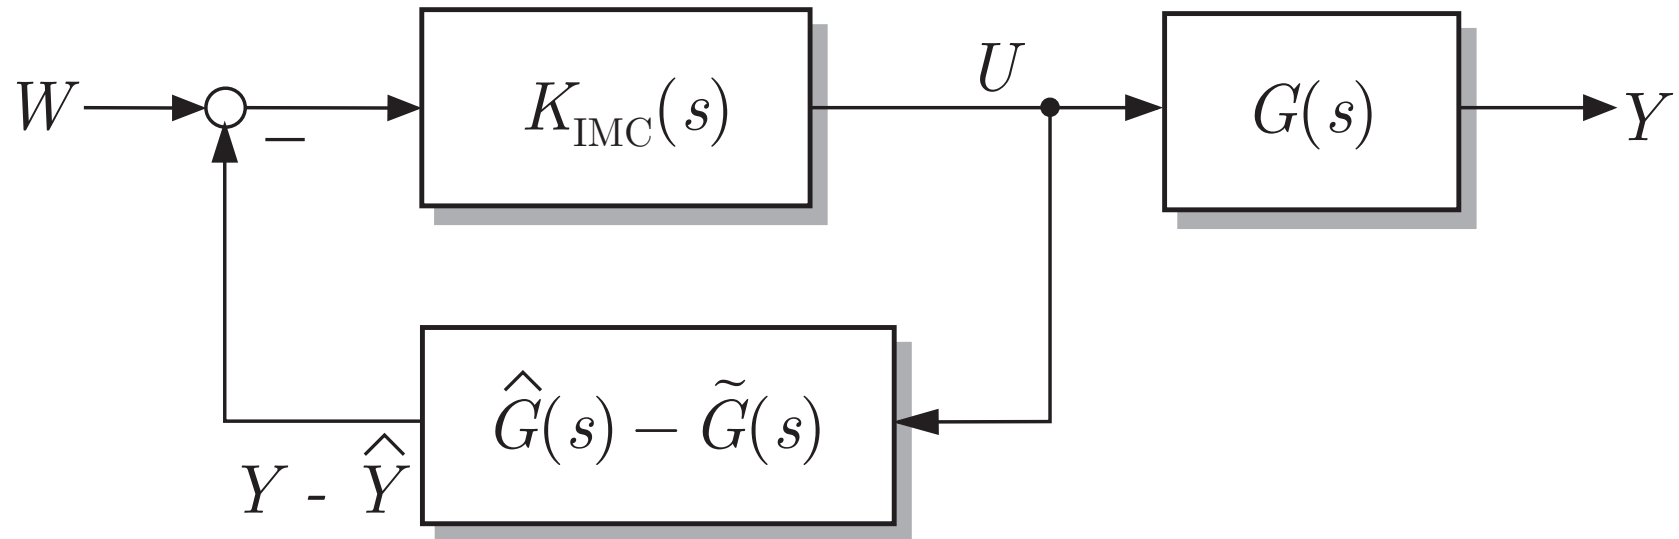 W
−
K_IMC(s)
U
G(s)
Y
Ĝ(s) − G̃(s)
Y - Ŷ